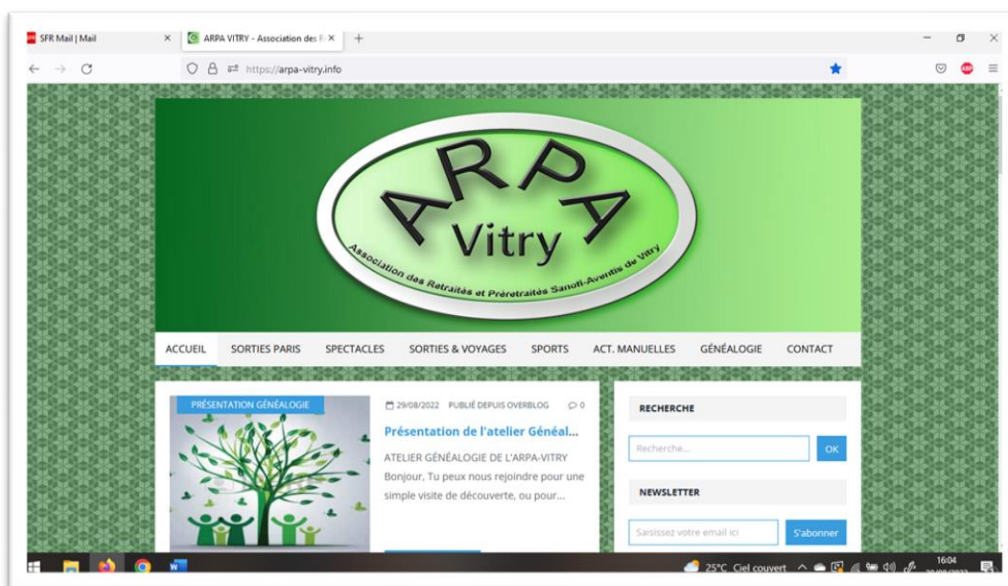 SFR Mail | Mail
ARPA VITRY - Association des R
https://arpa-vitry.info
ARPA
Vitry
Association des Retraités et Préretraités Sanofi-Aventis de Vitry
ACCUEIL SORTIES PARIS SPECTACLES SORTIES & VOYAGES SPORTS ACT. MANUELLES GÉNÉALOGIE CONTACT
PRÉSENTATION GÉNÉALOGIE
29/08/2022 PUBLIÉ DEPUIS OVERBLOG 0
Présentation de l'atelier Généal...
ATELIER GÉNÉALOGIE DE L'ARPA-VITRY
Bonjour, Tu peux nous rejoindre pour une
simple visite de découverte, ou pour...
RECHERCHE
Recherche... OK
NEWSLETTER
Saisissez votre email ici S'abonner
25°C Ciel couvert
16:04